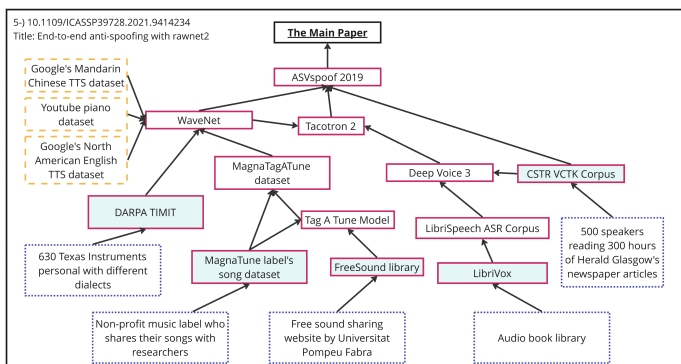 5-) 10.1109/ICASSP39728.2021.9414234
Title: End-to-end anti-spoofing with rawnet2
The Main Paper
Google's Mandarin
Chinese TTS dataset
ASVspoof 2019
Youtube piano
dataset
WaveNet
Tacotron 2
Google's North
American English
TTS dataset
MagnaTagATune
dataset
Deep Voice 3
CSTR VCTK Corpus
DARPA TIMIT
Tag A Tune Model
LibriSpeech ASR Corpus
500 speakers
reading 300 hours
of Herald Glasgow's
newspaper articles
630 Texas Instruments
personal with different
dialects
MagnaTune label's
song dataset
FreeSound library
LibriVox
Non-profit music label who
shares their songs with
researchers
Free sound sharing
website by Universitat
Pompeu Fabra
Audio book library